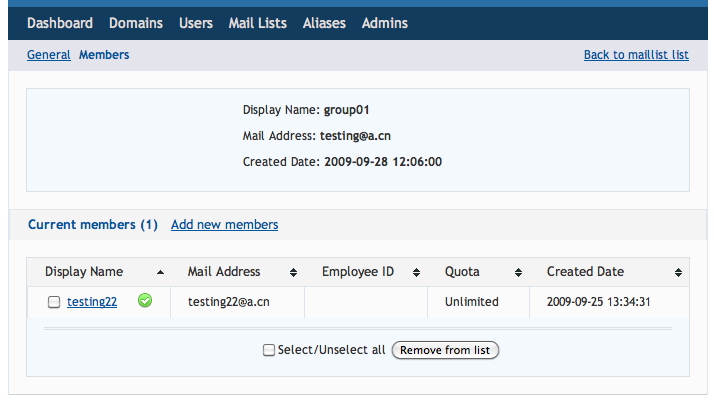 Dashboard Domains Users Mail Lists Aliases Admins
General Members Back to maillist list
Display Name: group01
Mail Address: testing@a.cn
Created Date: 2009-09-28 12:06:00
Current members (1) Add new members
Display Name Mail Address Employee ID Quota Created Date
testing22 testing22@a.cn Unlimited 2009-09-25 13:34:31
Select/Unselect all Remove from list